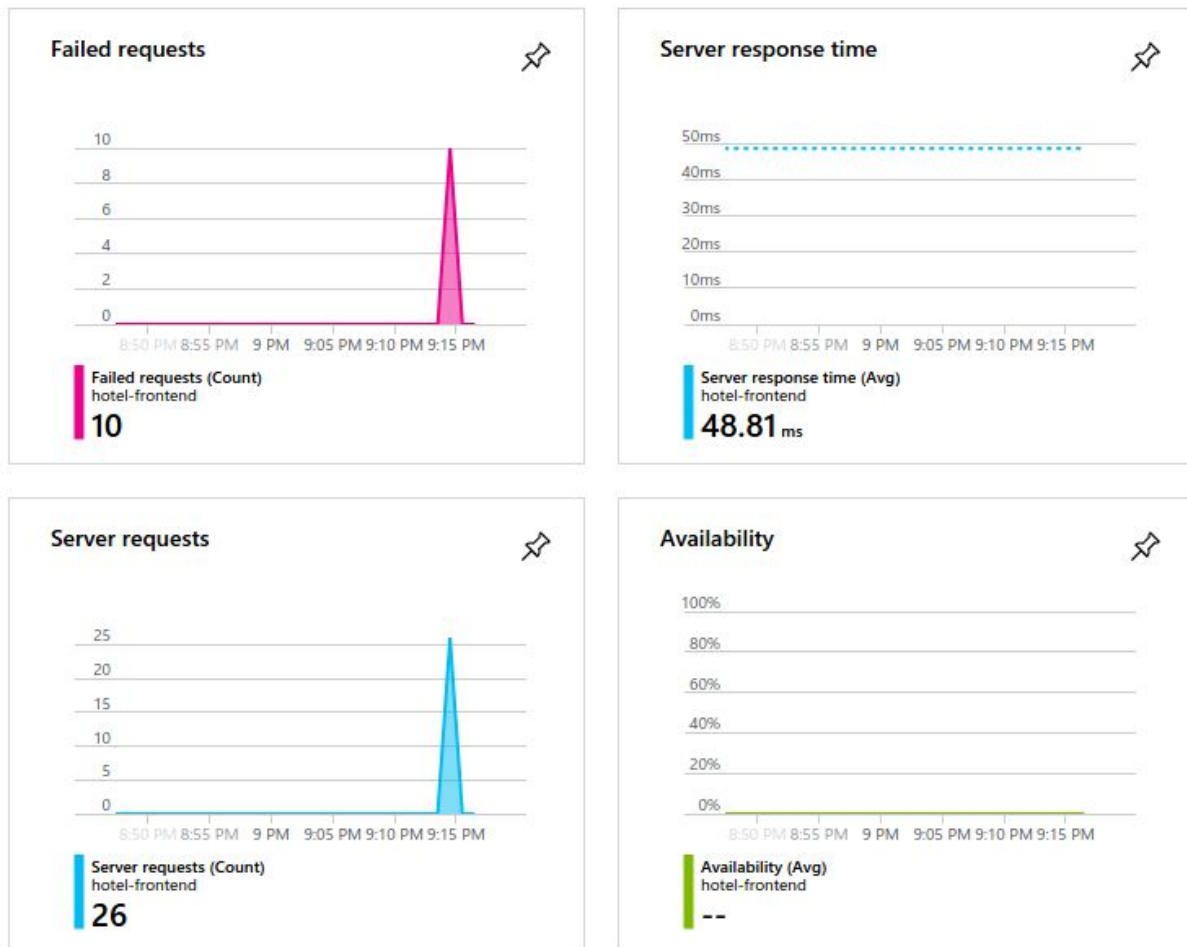 Failed requests
10
8
6
4
2
0
8:50 PM 8:55 PM 9 PM 9:05 PM 9:10 PM 9:15 PM
Failed requests (Count)
hotel-frontend
10
Server response time
50ms
40ms
30ms
20ms
10ms
0ms
8:50 PM 8:55 PM 9 PM 9:05 PM 9:10 PM 9:15 PM
Server response time (Avg)
hotel-frontend
48.81 ms
Server requests
25
20
15
10
5
0
8:50 PM 8:55 PM 9 PM 9:05 PM 9:10 PM 9:15 PM
Server requests (Count)
hotel-frontend
26
Availability
100%
80%
60%
40%
20%
0%
8:50 PM 8:55 PM 9 PM 9:05 PM 9:10 PM 9:15 PM
Availability (Avg)
hotel-frontend
--